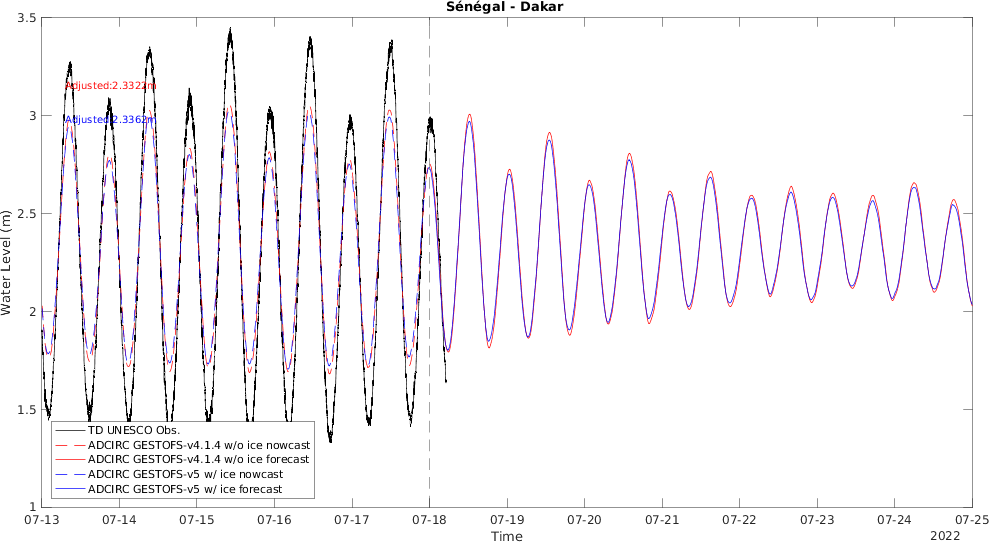 Sénégal - Dakar
3.5
3
2.5
2
1.5
1
Water Level (m)
Adjusted:2.3322m
Adjusted:2.3362m
TD UNESCO Obs.
ADCIRC GESTOFS-v4.1.4 w/o ice nowcast
ADCIRC GESTOFS-v4.1.4 w/o ice forecast
ADCIRC GESTOFS-v5 w/ ice nowcast
ADCIRC GESTOFS-v5 w/ ice forecast
07-13 07-14 07-15 07-16 07-17 07-18 07-19 07-20 07-21 07-22 07-23 07-24 07-25
Time
2022